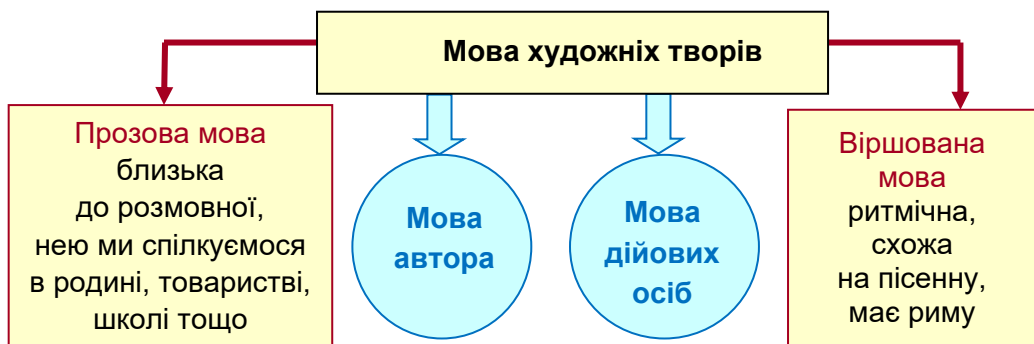 Мова художніх творів
Прозова мова
близька
до розмовної,
нею ми спілкуємося
в родині, товаристві,
школі тощо
Мова
автора
Мова
дійових
осіб
Віршована
мова
ритмічна,
схожа
на пісенну,
має риму